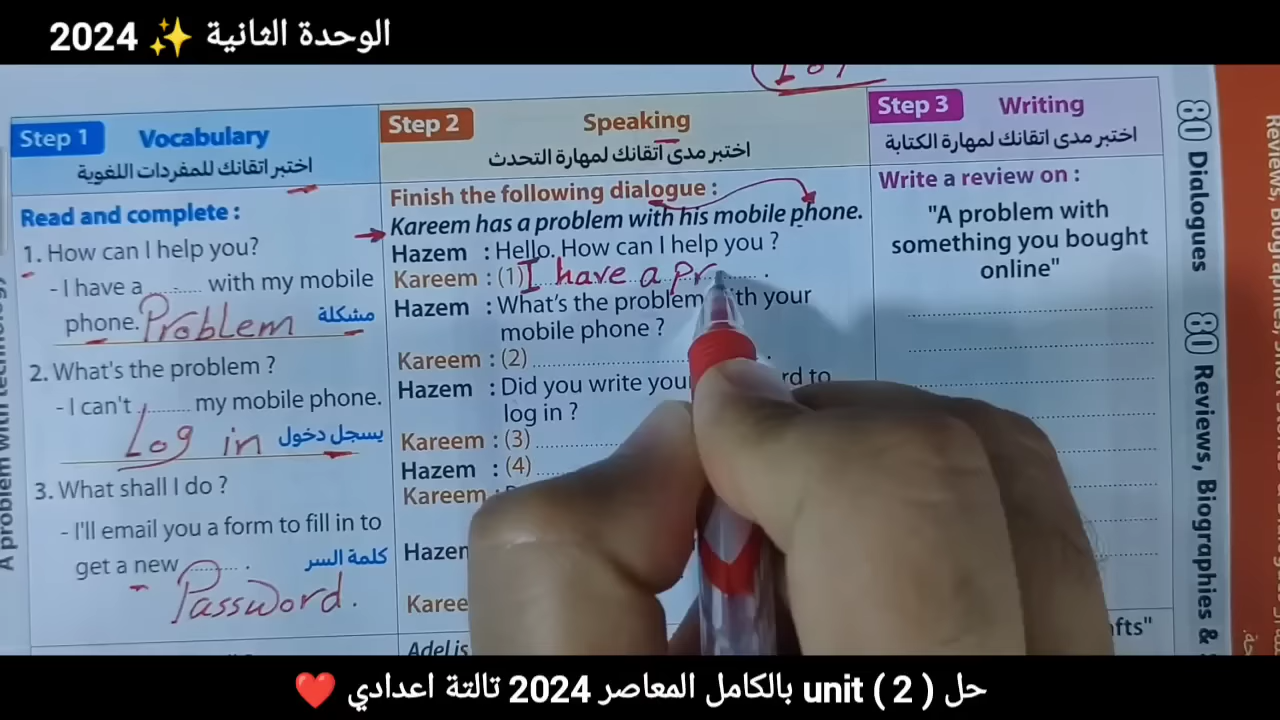 الوحدة الثانية ✨ 2024
Step 1 Vocabulary
اختبر اتقانك للمفردات اللغوية
Read and complete :
1. How can I help you?
- I have a ........ with my mobile
phone. Problem مشكلة
2. What's the problem ?
- I can't ........ my mobile phone.
Log in يسجل دخول
3. What shall I do ?
- I'll email you a form to fill in to
get a new ........ . كلمة السر
Password.
Step 2 Speaking
اختبر مدى اتقانك لمهارة التحدث
Finish the following dialogue :
Kareem has a problem with his mobile phone.
Hazem : Hello. How can I help you ?
Kareem : (1) I have a pr ........ .
Hazem : What's the problem with your
mobile phone ?
Kareem : (2) ........ .
Hazem : Did you write your to
log in ?
Kareem : (3) ........
Hazem : (4) ........
Kareem :
Adel is
Step 3 Writing
اختبر مدى اتقانك لمهارة الكتابة
Write a review on :
"A problem with
something you bought
online"
80 Dialogues
80 Reviews, Biographies &
A problem with
حل unit ( 2 ) بالكامل المعاصر 2024 تالتة اعدادي ❤️